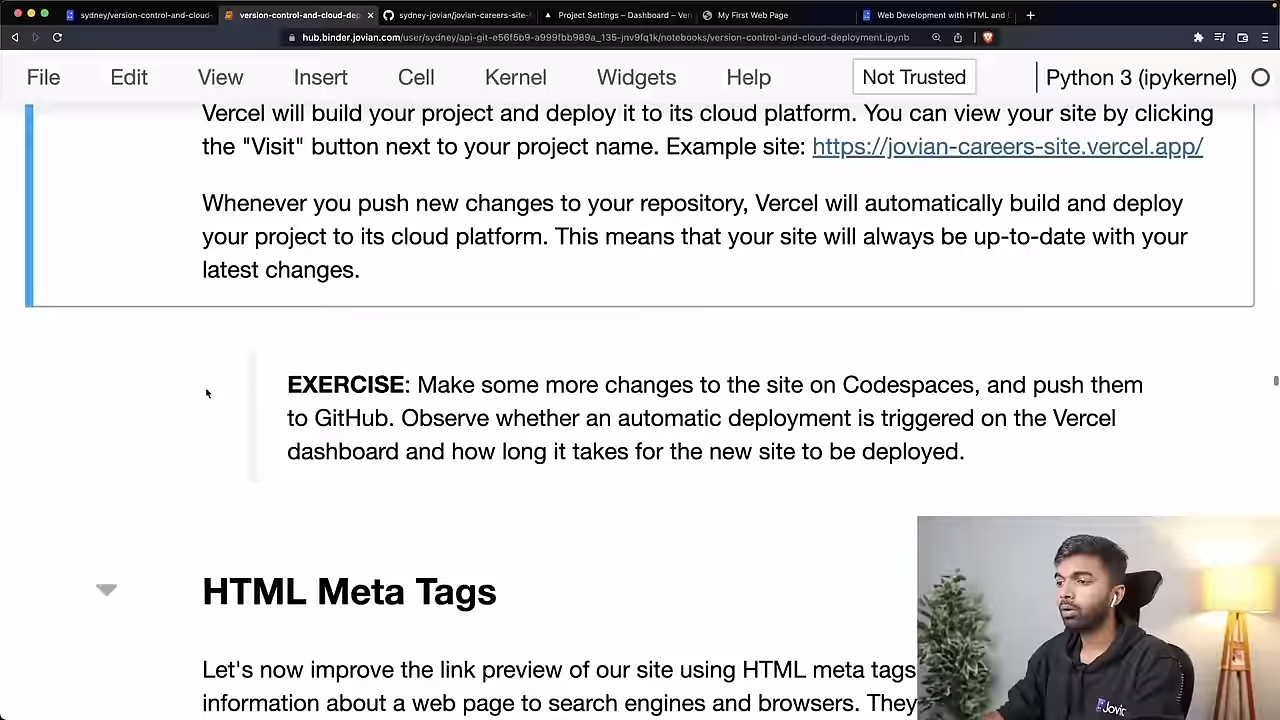 sydney/version-control-and-cloud-
version-control-and-cloud-dep
sydney-jovian/jovian-careers-site-
Project Settings – Dashboard – Ver
My First Web Page
Web Development with HTML and C
hub.binder.jovian.com/user/sydney/api-git-e56f5b9-a999fbb989a_135-jnv9fq1k/notebooks/version-control-and-cloud-deployment.ipynb
File Edit View Insert Cell Kernel Widgets Help Not Trusted Python 3 (ipykernel)
Vercel will build your project and deploy it to its cloud platform. You can view your site by clicking
the "Visit" button next to your project name. Example site: https://jovian-careers-site.vercel.app/
Whenever you push new changes to your repository, Vercel will automatically build and deploy
your project to its cloud platform. This means that your site will always be up-to-date with your
latest changes.
EXERCISE: Make some more changes to the site on Codespaces, and push them
to GitHub. Observe whether an automatic deployment is triggered on the Vercel
dashboard and how long it takes for the new site to be deployed.
HTML Meta Tags
Let's now improve the link preview of our site using HTML meta tags
information about a web page to search engines and browsers. They
Jovic